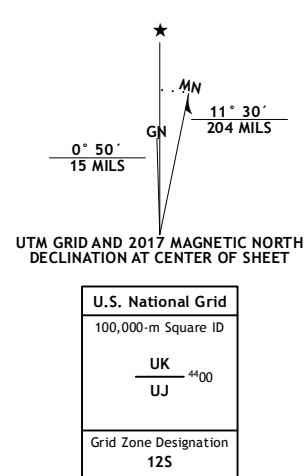 ★
MN
GN
11° 30´
204 MILS
0° 50´
15 MILS
UTM GRID AND 2017 MAGNETIC NORTH
DECLINATION AT CENTER OF SHEET
U.S. National Grid
100,000-m Square ID
UK
4400
UJ
Grid Zone Designation
12S